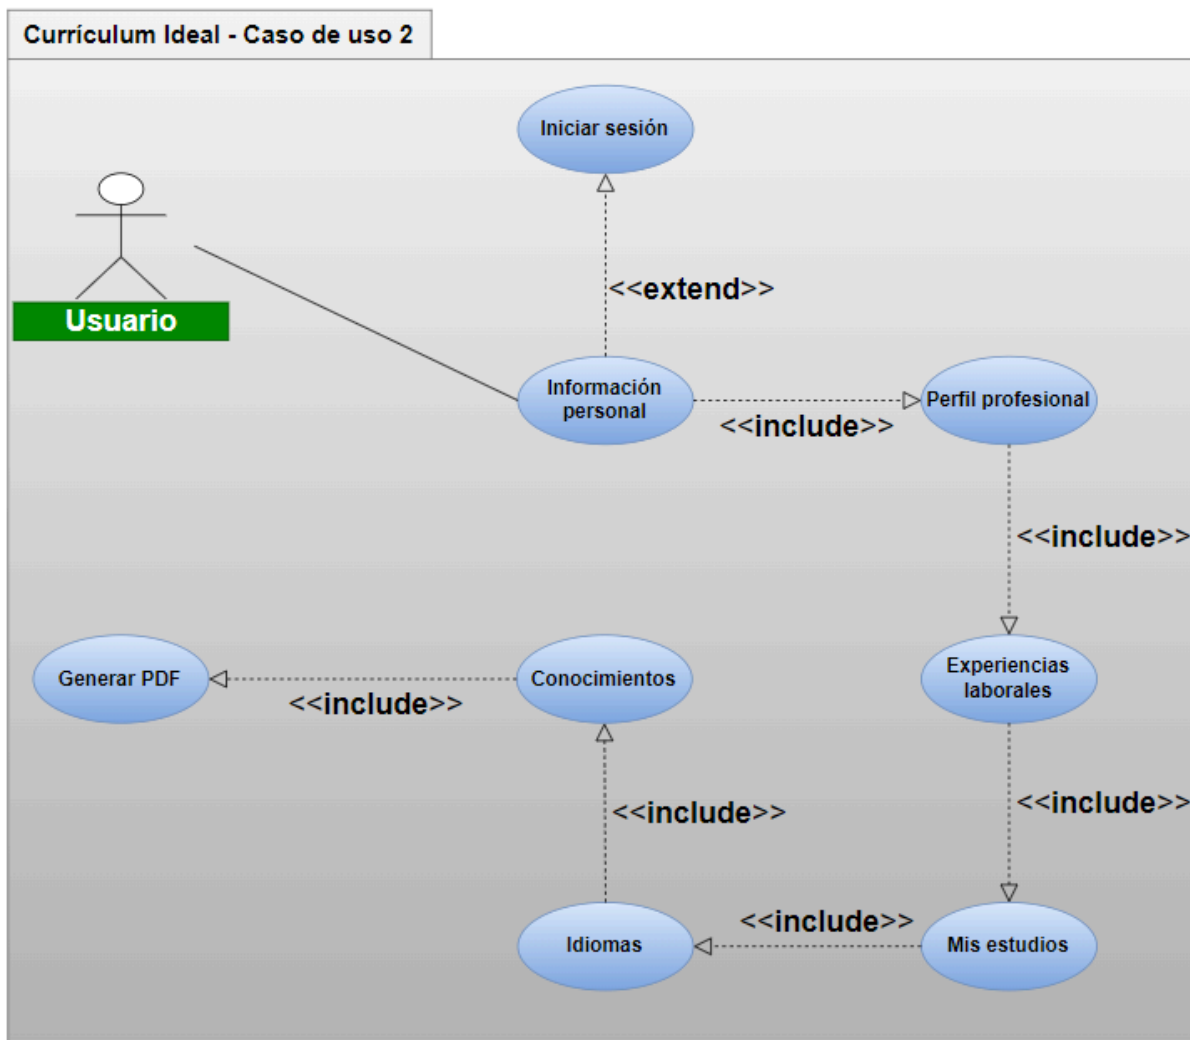 Currículum Ideal - Caso de uso 2
Iniciar sesión
Usuario
<<extend>>
Información
personal
<<include>>
Perfil profesional
<<include>>
Generar PDF
<<include>>
Conocimientos
Experiencias
laborales
<<include>>
<<include>>
Idiomas
<<include>>
Mis estudios